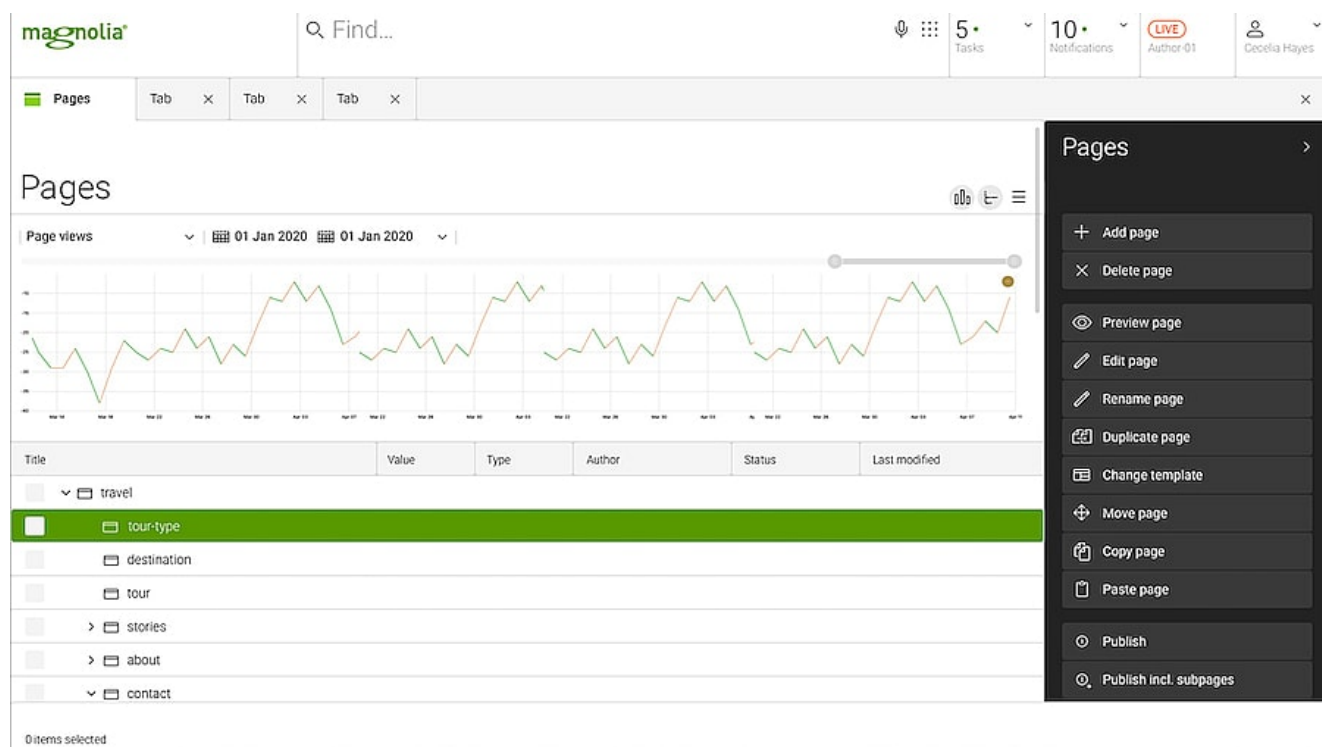 magnolia®
Find...
5
Tasks
10
Notifications
LIVE
Author-01
Cecelia Hayes
Pages
Tab
Tab
Tab
Pages
Page views
01 Jan 2020
01 Jan 2020
Title
Value
Type
Author
Status
Last modified
travel
tour-type
destination
tour
stories
about
contact
0 items selected
Pages
Add page
Delete page
Preview page
Edit page
Rename page
Duplicate page
Change template
Move page
Copy page
Paste page
Publish
Publish incl. subpages